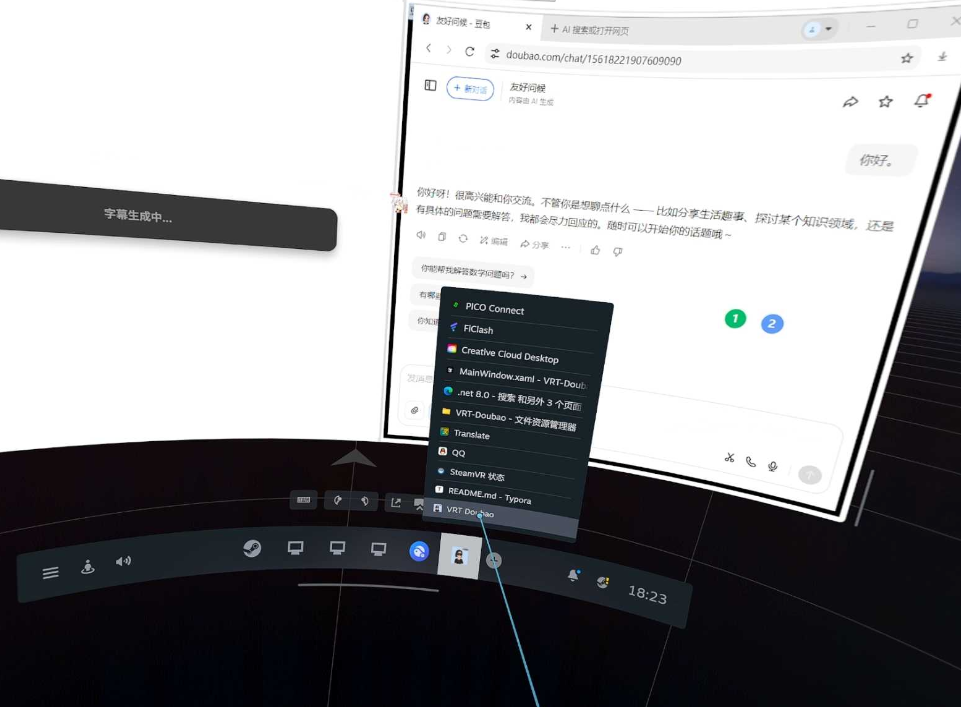 友好问候 - 豆包
AI 搜索或打开网页
doubao.com/chat/15618221907609090
新对话
友好问候
内容由 AI 生成
你好。
你好呀！很高兴能和你交流。不管你是想聊点什么 —— 比如分享生活趣事、探讨某个知识领域，还是
有具体的问题需要解答，我都会尽力回应的。随时可以开始你的话题哦～
编辑
分享
你能帮我解答数学问题吗？
有哪些
你知道
发消息
字幕生成中...
1
2
PICO Connect
FlClash
Creative Cloud Desktop
MainWindow.xaml - VRT-Doub
.net 8.0 - 搜索 和另外 3 个页面
VRT-Doubao - 文件资源管理器
Translate
QQ
SteamVR 状态
README.md - Typora
VRT Doubao
18:23